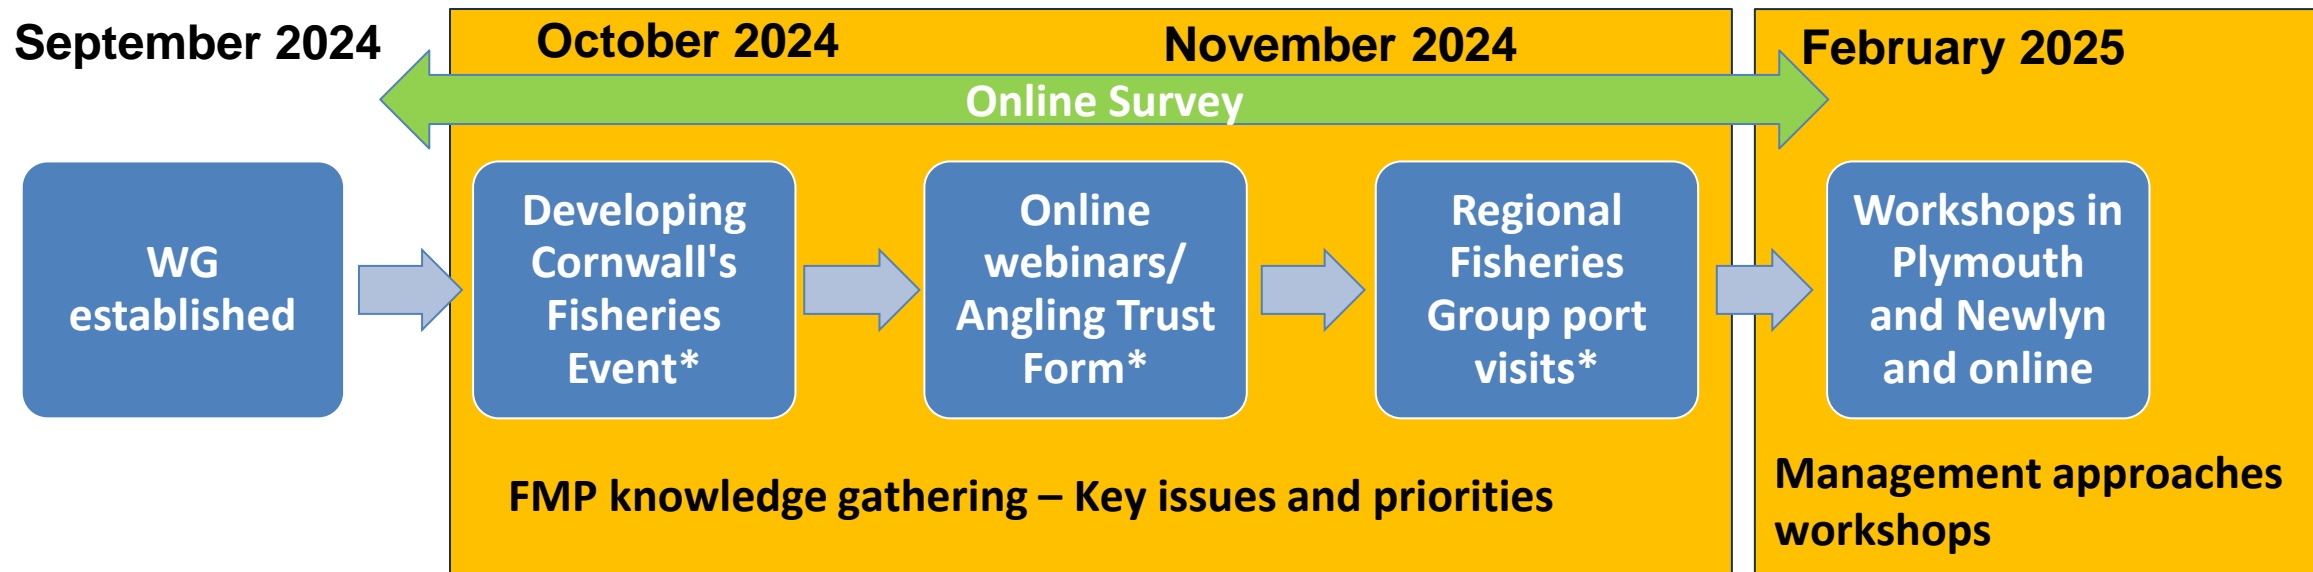 September 2024
October 2024
November 2024
February 2025
Online Survey
WG
established
Developing
Cornwall's
Fisheries
Event*
Online
webinars/
Angling Trust
Form*
Regional
Fisheries
Group port
visits*
Workshops in
Plymouth
and Newlyn
and online
FMP knowledge gathering – Key issues and priorities
Management approaches
workshops